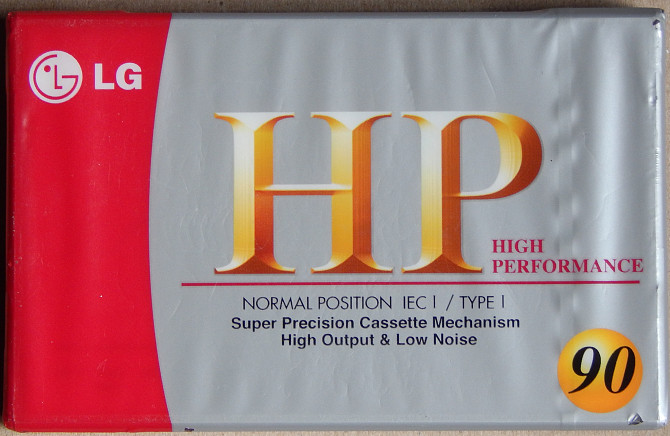 LG
HP
HIGH
PERFORMANCE
NORMAL POSITION IEC I / TYPE I
Super Precision Cassette Mechanism
High Output & Low Noise
90